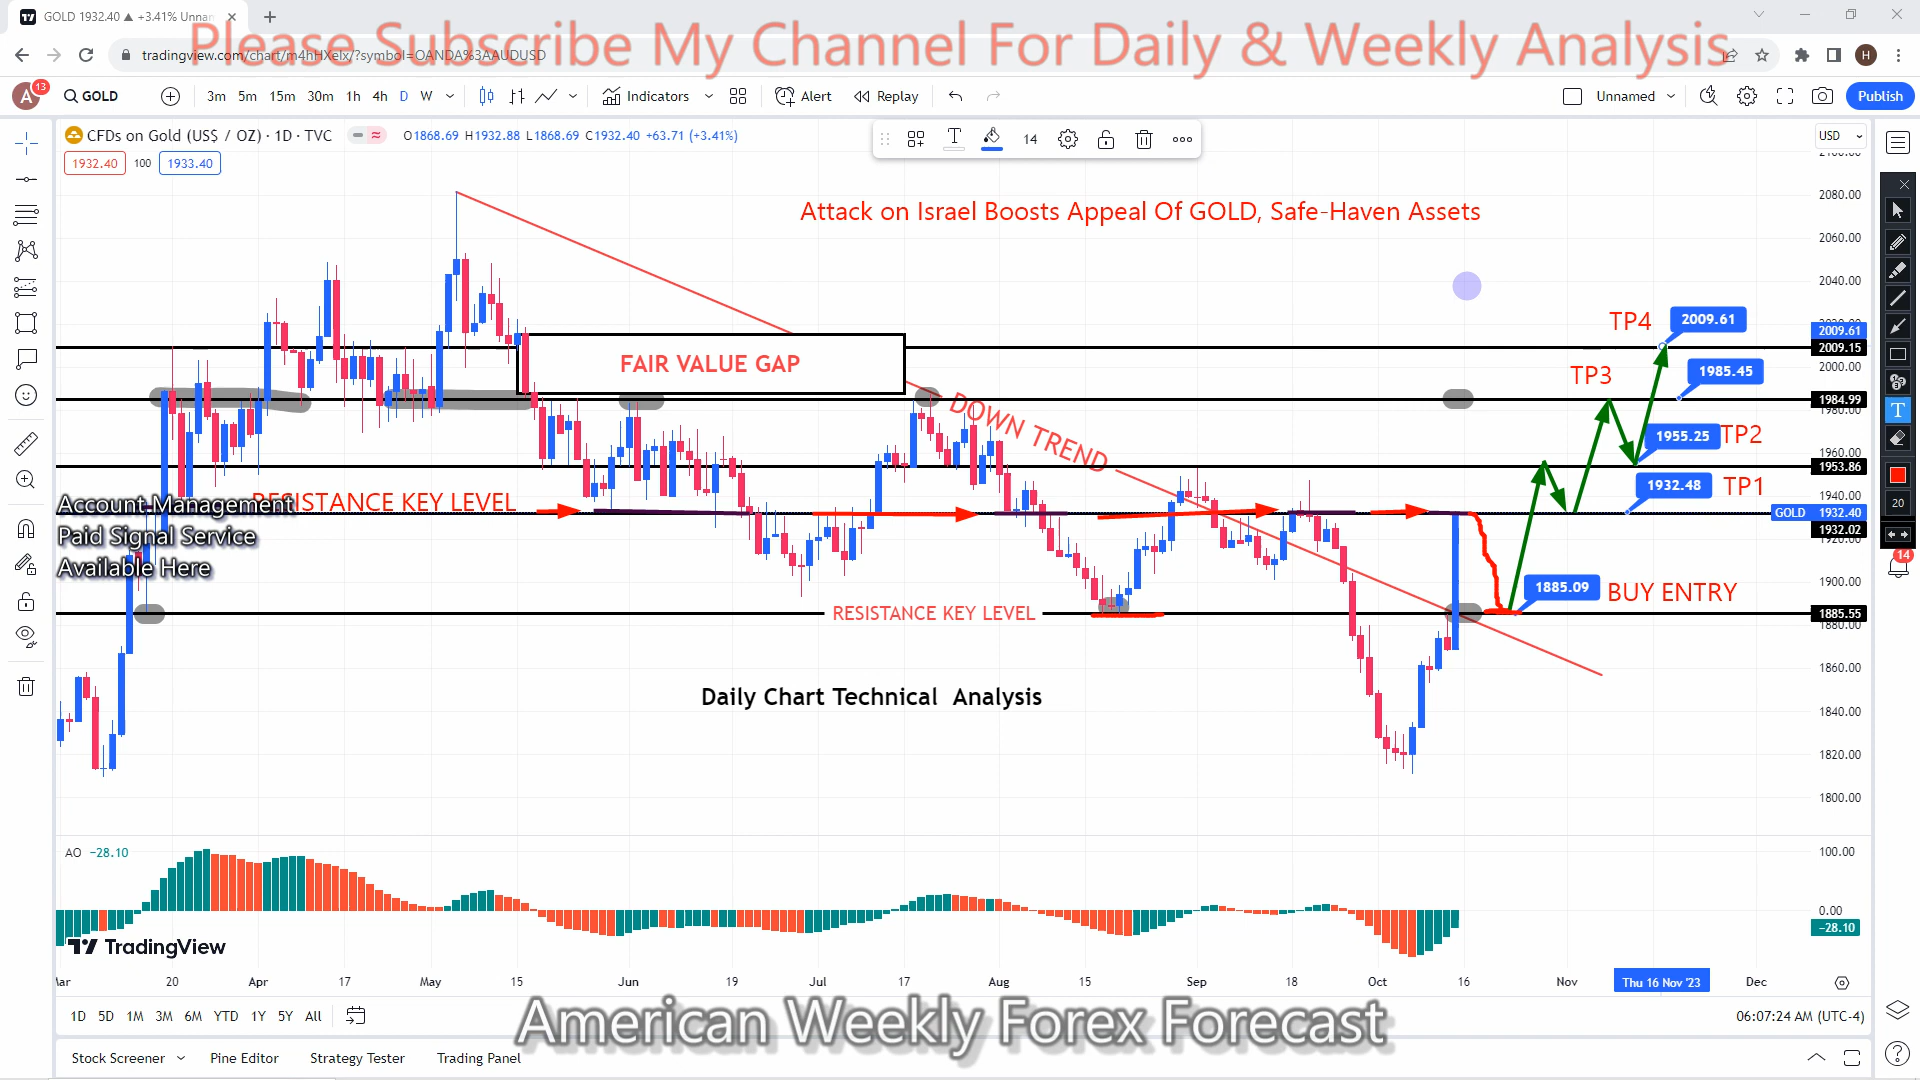 GOLD 1932.40 ▲ +3.41% Unnan
Please Subscribe My Channel For Daily & Weekly Analysis
tradingview.com/chart/m4hHXelx/?symbol=OANDA%3AAUDUSD
H
A 13
GOLD
3m 5m 15m 30m 1h 4h D W
Indicators
Alert
Replay
Unnamed
Publish
CFDs on Gold (US$ / OZ) · 1D · TVC
O1868.69 H1932.88 L1868.69 C1932.40 +63.71 (+3.41%)
14
USD
1932.40 100 1933.40
2080.00
Attack on Israel Boosts Appeal Of GOLD, Safe-Haven Assets
2060.00
2040.00
TP4 2009.61
2009.61
2009.15
FAIR VALUE GAP
2000.00
TP3 1985.45
1984.99
1980.00
DOWN TREND
1955.25 TP2
1960.00
1953.86
1932.48 TP1
1940.00
RESISTANCE KEY LEVEL
Account Management
GOLD 1932.40
1932.02
Paid Signal Service
1920.00
Available Here
20
14
1900.00
1885.09 BUY ENTRY
RESISTANCE KEY LEVEL
1885.55
1880.00
1860.00
Daily Chart Technical Analysis
1840.00
1820.00
1800.00
AO −28.10
100.00
0.00
−28.10
TradingView
20 Apr 17 May 15 Jun 19 Jul 17 Aug 15 Sep 18 Oct 16 Nov Thu 16 Nov '23 Dec
1D 5D 1M 3M 6M YTD 1Y 5Y All
American Weekly Forex Forecast
06:07:24 AM (UTC-4)
Stock Screener Pine Editor Strategy Tester Trading Panel